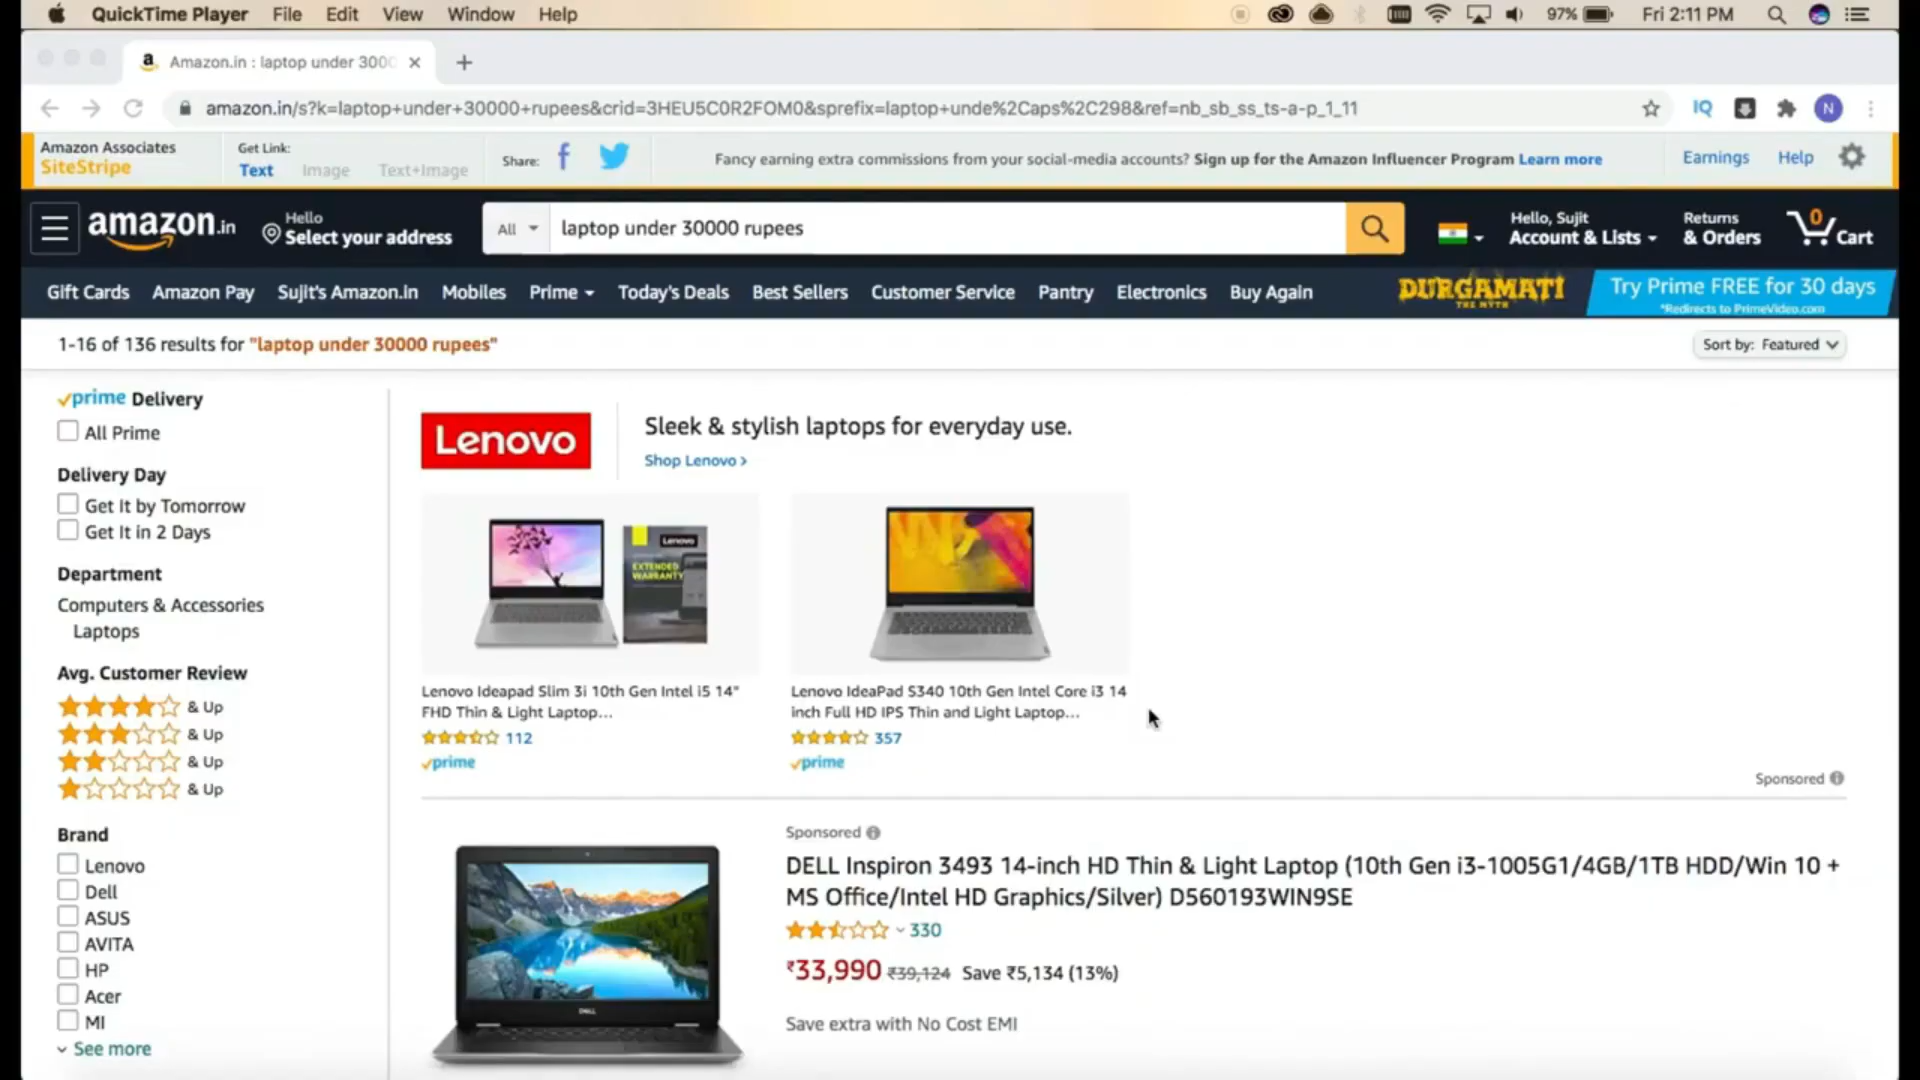 QuickTime Player File Edit View Window Help 97% Fri 2:11 PM
Amazon.in : laptop under 3000
amazon.in/s?k=laptop+under+30000+rupees&crid=3HEU5C0R2FOM0&sprefix=laptop+unde%2Caps%2C298&ref=nb_sb_ss_ts-a-p_1_11
IQ N
Amazon Associates
SiteStripe
Get Link:
Text Image Text+Image
Share:
Fancy earning extra commissions from your social-media accounts? Sign up for the Amazon Influencer Program Learn more
Earnings Help
amazon.in
Hello
Select your address
All laptop under 30000 rupees
Hello, Sujit
Account & Lists
Returns
& Orders
0
Cart
Gift Cards Amazon Pay Sujit's Amazon.in Mobiles Prime Today's Deals Best Sellers Customer Service Pantry Electronics Buy Again
DURGAMATI
THE MYTH
Try Prime FREE for 30 days
*Redirects to PrimeVideo.com
1-16 of 136 results for "laptop under 30000 rupees"
Sort by: Featured
prime Delivery
All Prime
Delivery Day
Get It by Tomorrow
Get It in 2 Days
Department
Computers & Accessories
Laptops
Avg. Customer Review
& Up
& Up
& Up
& Up
Brand
Lenovo
Dell
ASUS
AVITA
HP
Acer
MI
See more
Lenovo
Sleek & stylish laptops for everyday use.
Shop Lenovo ›
Lenovo
EXTENDED
WARRANTY
Lenovo Ideapad Slim 3i 10th Gen Intel i5 14"
FHD Thin & Light Laptop...
112
prime
Lenovo IdeaPad S340 10th Gen Intel Core i3 14
inch Full HD IPS Thin and Light Laptop...
357
prime
Sponsored
Sponsored
DELL Inspiron 3493 14-inch HD Thin & Light Laptop (10th Gen i3-1005G1/4GB/1TB HDD/Win 10 +
MS Office/Intel HD Graphics/Silver) D560193WIN9SE
330
₹33,990 ₹39,124 Save ₹5,134 (13%)
Save extra with No Cost EMI
DELL